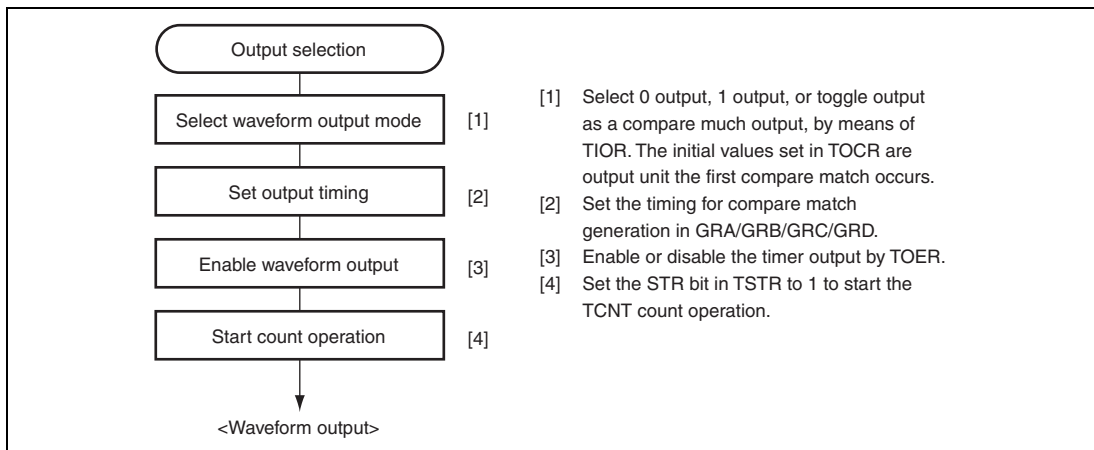 Output selection
Select waveform output mode
[1]
Set output timing
[2]
Enable waveform output
[3]
Start count operation
[4]
<Waveform output>
[1] Select 0 output, 1 output, or toggle output
as a compare much output, by means of
TIOR. The initial values set in TOCR are
output unit the first compare match occurs.
[2] Set the timing for compare match
generation in GRA/GRB/GRC/GRD.
[3] Enable or disable the timer output by TOER.
[4] Set the STR bit in TSTR to 1 to start the
TCNT count operation.